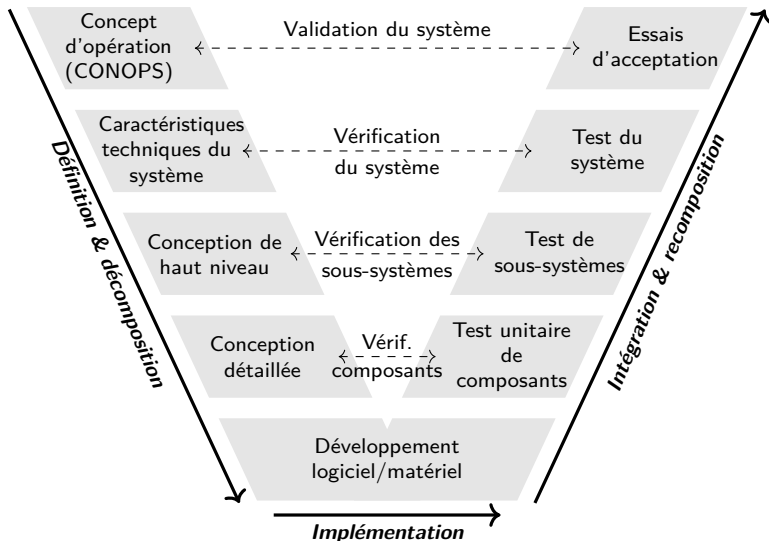 Concept
d'opération
(CONOPS)
Validation du système
Essais
d'acceptation
Caractéristiques
techniques du
système
Vérification
du système
Test du
système
Définition & décomposition
Intégration & recomposition
Conception de
haut niveau
Vérification des
sous-systèmes
Test de
sous-systèmes
Conception
détaillée
Vérif.
composants
Test unitaire
de
composants
Développement
logiciel/matériel
Implémentation